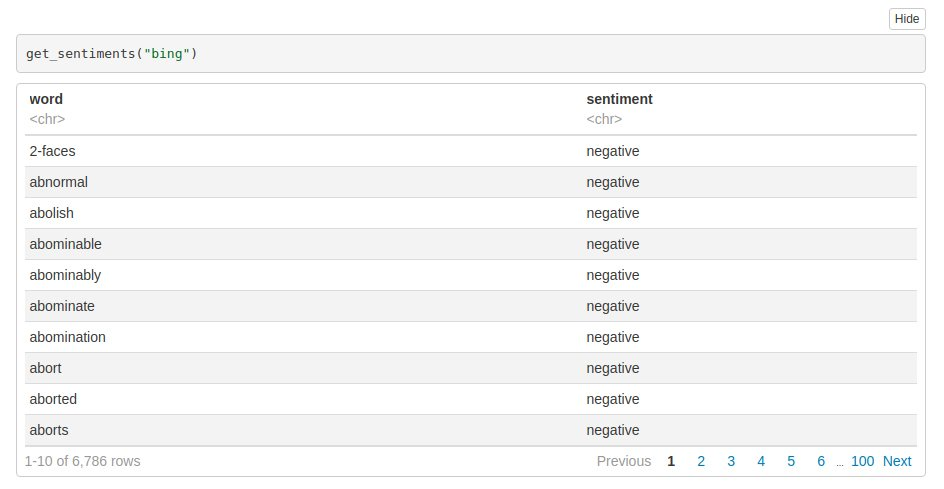 Hide
get_sentiments("bing")
word sentiment
<chr> <chr>
2-faces negative
abnormal negative
abolish negative
abominable negative
abominably negative
abominate negative
abomination negative
abort negative
aborted negative
aborts negative
1-10 of 6,786 rows Previous 1 2 3 4 5 6 ... 100 Next